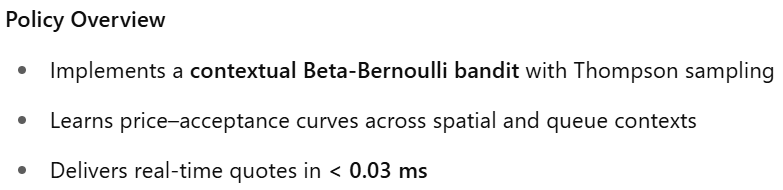 Policy Overview
• Implements a contextual Beta-Bernoulli bandit with Thompson sampling
• Learns price–acceptance curves across spatial and queue contexts
• Delivers real-time quotes in < 0.03 ms